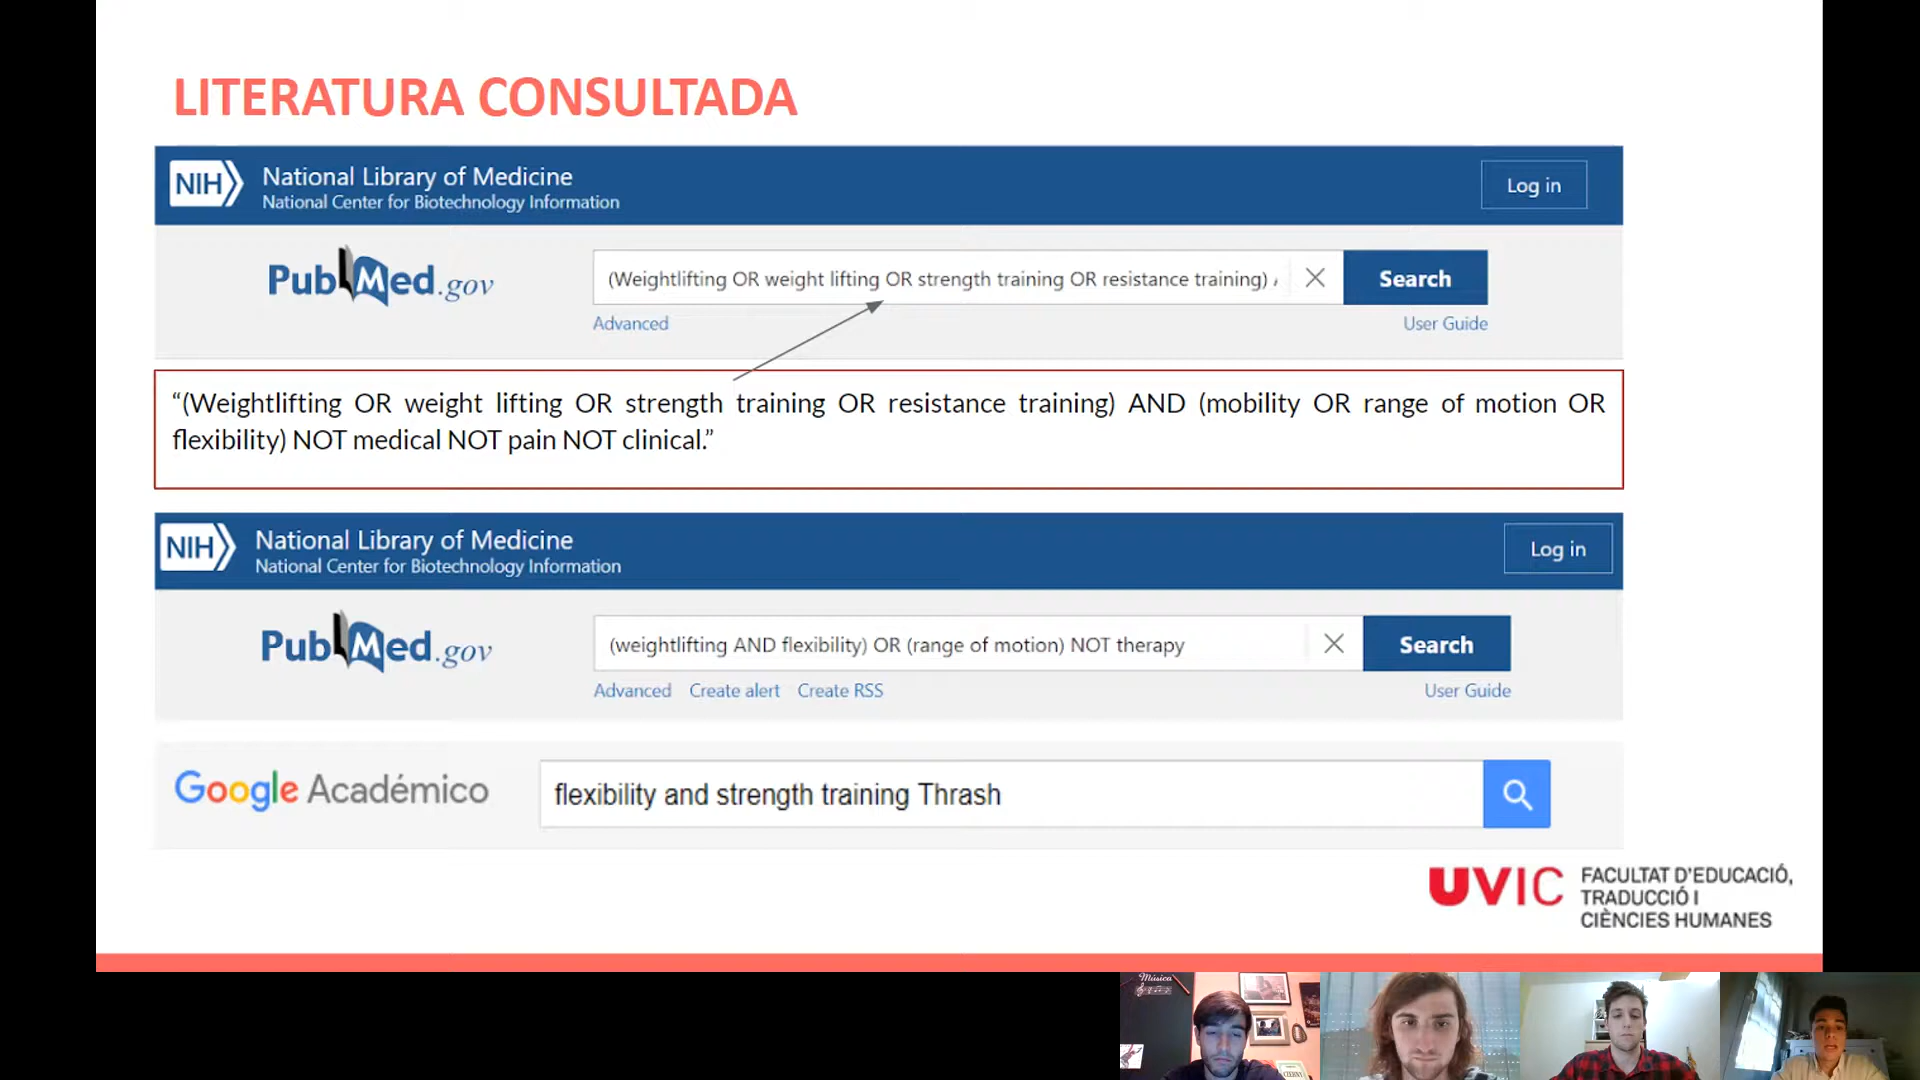 LITERATURA CONSULTADA
NIH
National Library of Medicine
National Center for Biotechnology Information
Log in
PubMed.gov
(Weightlifting OR weight lifting OR strength training OR resistance training)
Search
Advanced
User Guide
“(Weightlifting OR weight lifting OR strength training OR resistance training) AND (mobility OR range of motion OR
flexibility) NOT medical NOT pain NOT clinical.”
NIH
National Library of Medicine
National Center for Biotechnology Information
Log in
PubMed.gov
(weightlifting AND flexibility) OR (range of motion) NOT therapy
Search
Advanced Create alert Create RSS
User Guide
Google Académico
flexibility and strength training Thrash
UVIC
FACULTAT D'EDUCACIÓ,
TRADUCCIÓ I
CIÈNCIES HUMANES
Música